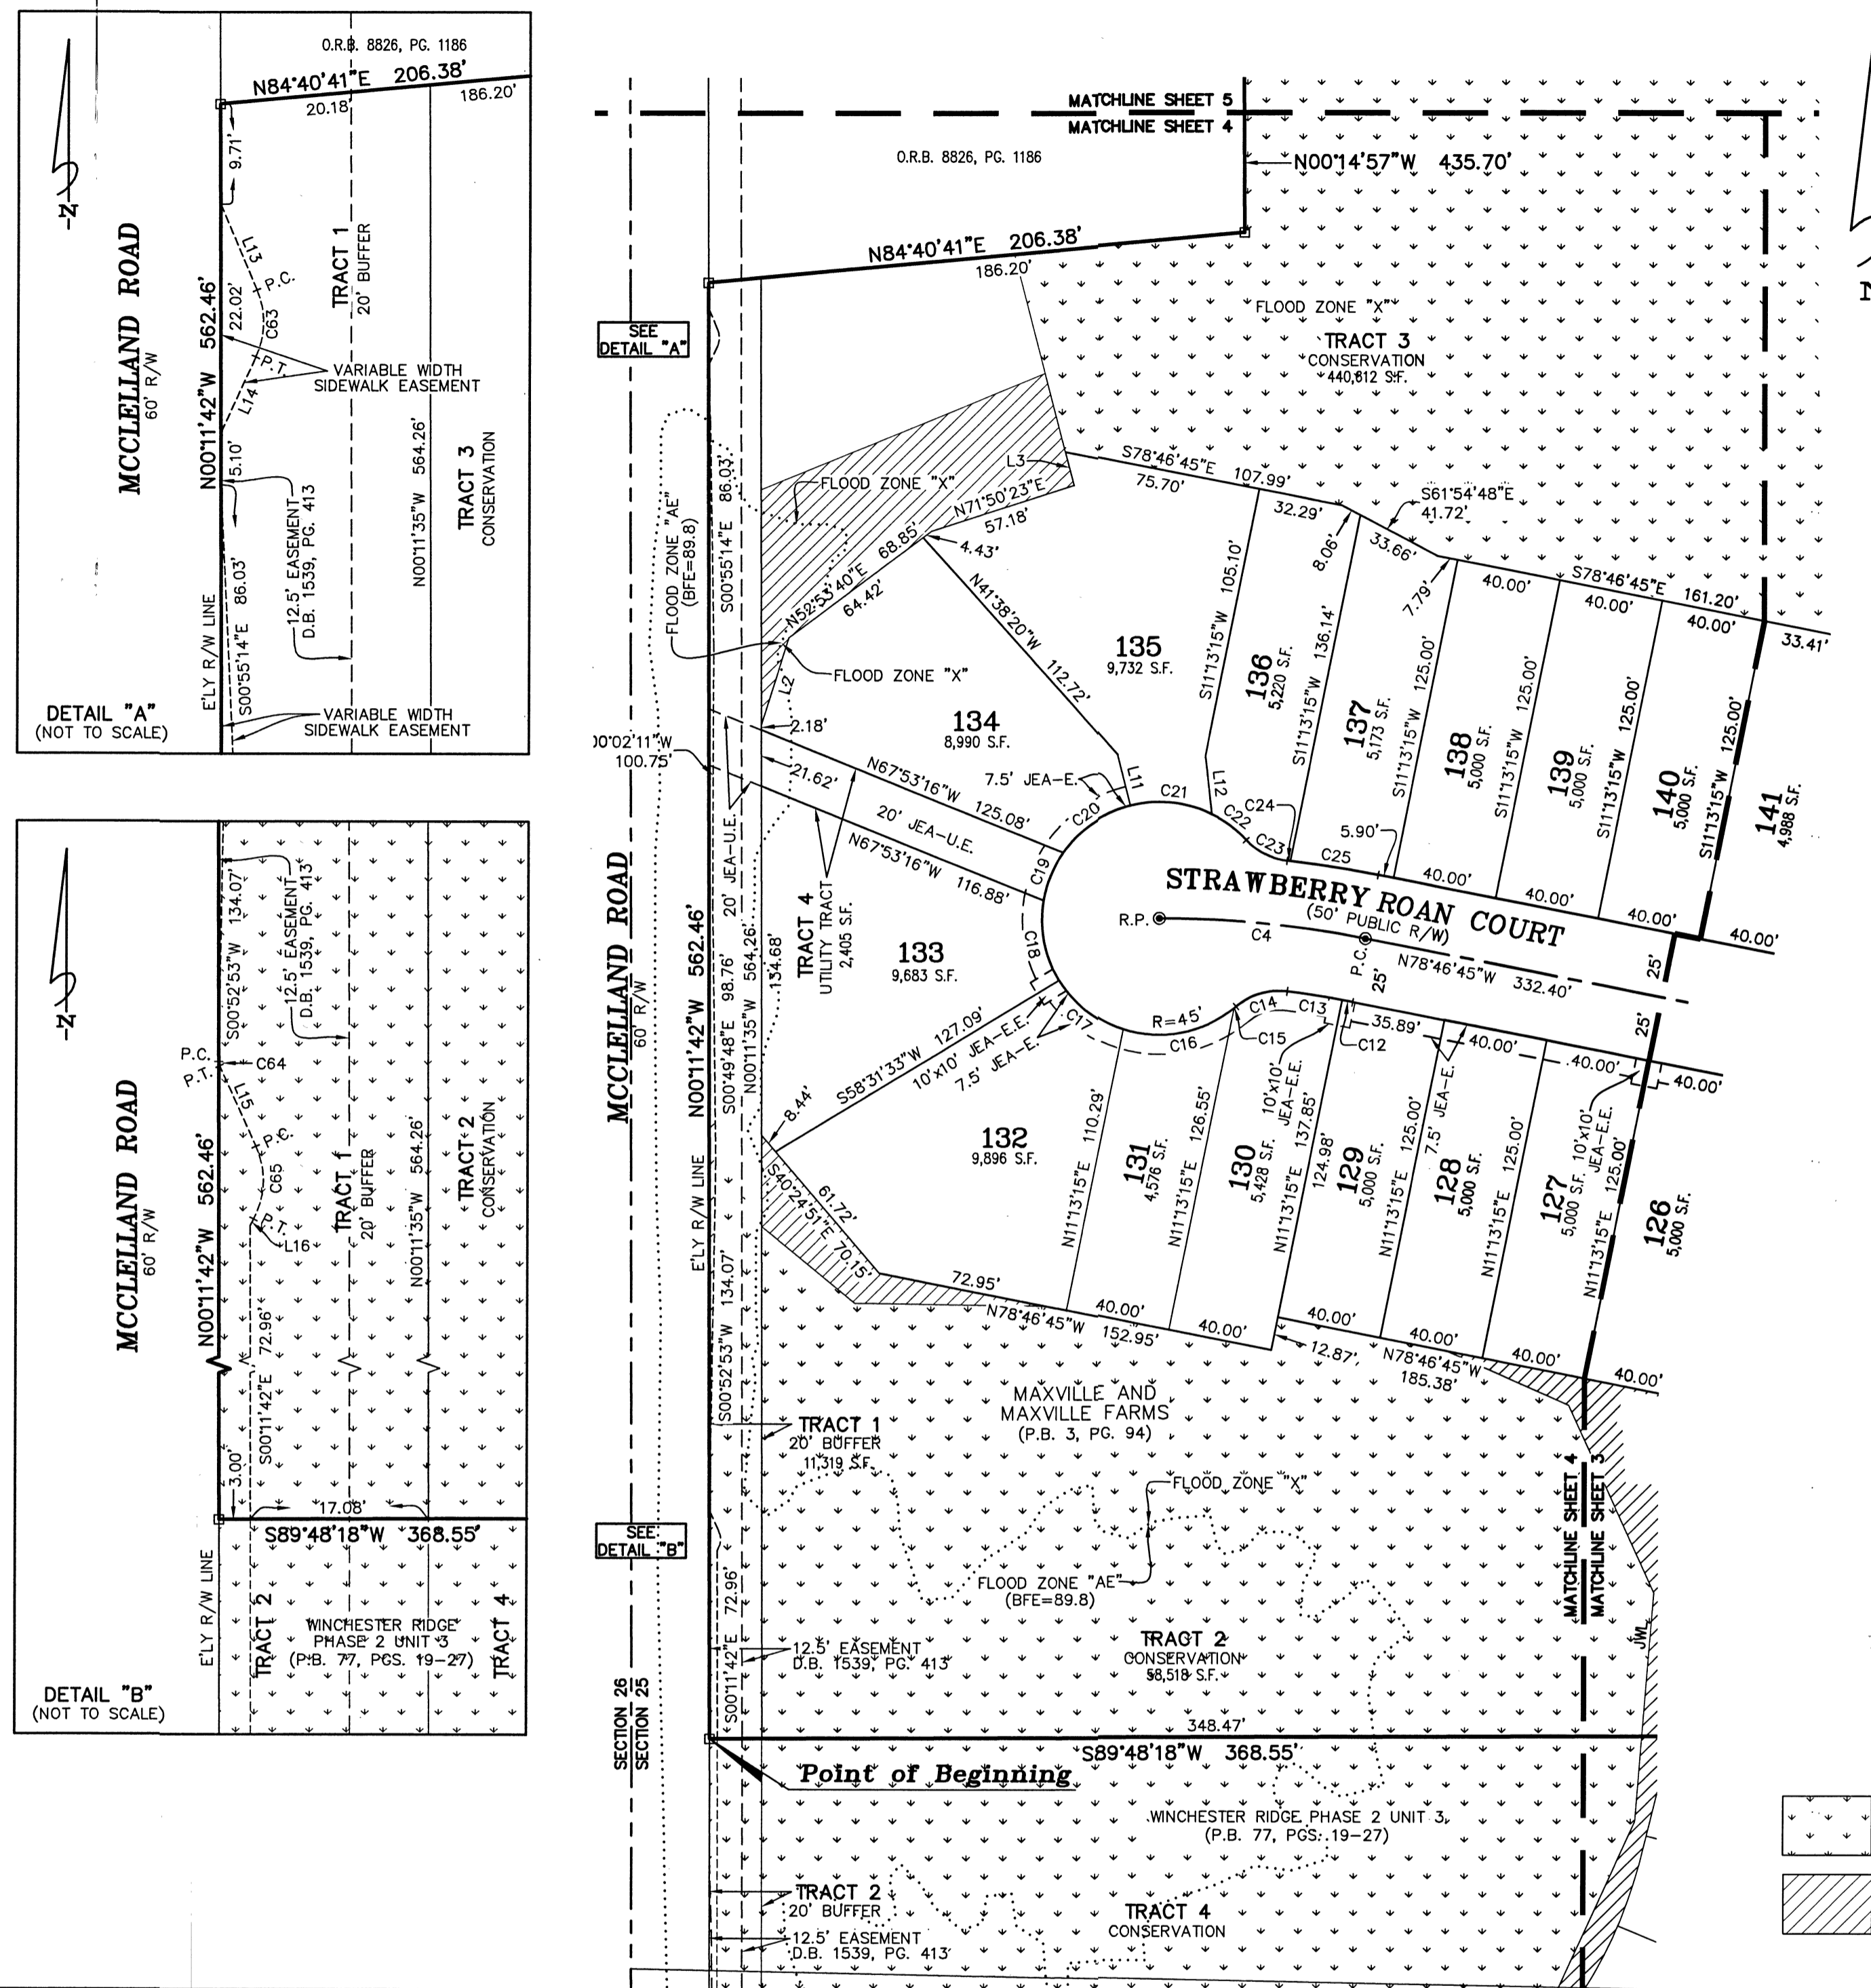 O.R.B. 8826, PG. 1186
N84°40'41"E 206.38'
20.18'
186.20'
9.71'
-N-
L13
P.C.
22.02'
C63
P.T.
L14
MCCLELLAND ROAD
60' R/W
N00°11'42"W 562.46'
TRACT 1
20' BUFFER
VARIABLE WIDTH
SIDEWALK EASEMENT
5.10'
12.5' EASEMENT
D.B. 1539, PG. 413
N00°11'35"W 564.26'
TRACT 3
CONSERVATION
E'LY R/W LINE
S00°55'14"E 86.03'
VARIABLE WIDTH
SIDEWALK EASEMENT
DETAIL "A"
(NOT TO SCALE)
-N-
S00°52'53"W 134.07'
12.5' EASEMENT
D.B. 1539, PG. 413
P.C.
P.T.
C64
L15
P.C.
C65
P.T.
L16
MCCLELLAND ROAD
60' R/W
N00°11'42"W 562.46'
TRACT 1
20' BUFFER
N00°11'35"W 564.26'
TRACT 2
CONSERVATION
S00°11'42"E 72.96'
3.00'
17.08'
S89°48'18"W 368.55'
E'LY R/W LINE
TRACT 2
WINCHESTER RIDGE
PHASE 2 UNIT 3
(P.B. 77, PGS. 19-27)
TRACT 4
DETAIL "B"
(NOT TO SCALE)
MATCHLINE SHEET 5
MATCHLINE SHEET 4
O.R.B. 8826, PG. 1186
N00°14'57"W 435.70'
N84°40'41"E 206.38'
186.20'
FLOOD ZONE "X"
TRACT 3
CONSERVATION
440,612 S.F.
SEE
DETAIL "A"
L3
S78°46'45"E 107.99'
75.70'
32.29'
S61°54'48"E
41.72'
8.06'
33.66'
7.79'
S78°46'45"E 161.20'
40.00'
40.00'
40.00'
33.41'
FLOOD ZONE "X"
FLOOD ZONE "AE"
(BFE=89.8)
S00°55'14"E 86.03'
N71°50'23"E
57.18'
N52°53'40"E 68.85'
64.42'
4.43'
N41°38'20"W 112.72'
FLOOD ZONE "X"
L2
2.18'
134
8,990 S.F.
135
9,732 S.F.
S11°13'15"W 105.10'
136
5,220 S.F.
S11°13'15"W 136.14'
137
5,173 S.F.
S11°13'15"W 125.00'
138
5,000 S.F.
S11°13'15"W 125.00'
139
5,000 S.F.
S11°13'15"W 125.00'
140
5,000 S.F.
S11°13'15"W 125.00'
141
4,988 S.F.
00°02'11"W
100.75'
21.62'
N67°53'16"W 125.08'
20' JEA-U.E.
N67°53'16"W 116.88'
7.5' JEA-E.
L11
L12
C19
C20
C21
C22
C23
C24
C25
5.90'
40.00'
40.00'
40.00'
40.00'
STRAWBERRY ROAN COURT
(50' PUBLIC R/W)
R.P.
C4
P.C.
25'
N78°46'45"W 332.40'
25'
25'
20' JEA-U.E.
TRACT 4
UTILITY TRACT
2,405 S.F.
133
9,683 S.F.
C18
C17
R=45'
C16
C15
C14
C13
C12
35.89'
40.00'
40.00'
40.00'
MCCLELLAND ROAD
60' R/W
N00°11'42"W 562.46'
S00°49'48"E 98.76'
N00°11'35"W 564.26'
134.68'
S58°31'33"W 127.09'
10'x10' JEA-E.E.
7.5' JEA-E.
8.44'
132
9,896 S.F.
N11°13'15"E 110.29'
131
4,576 S.F.
N11°13'15"E 126.55'
130
5,428 S.F.
10'x10'
JEA-E.E.
N11°13'15"E 137.85'
124.98'
129
5,000 S.F.
N11°13'15"E 125.00'
7.5' JEA-E.
128
5,000 S.F.
N11°13'15"E 125.00'
127
5,000 S.F.
10'x10'
JEA-E.E.
N11°13'15"E 125.00'
126
5,000 S.F.
E'LY R/W LINE
61.72'
S40°24'51"E 70.15'
72.95'
N78°46'45"W 152.95'
40.00'
40.00'
12.87'
40.00'
40.00'
N78°46'45"W
185.38'
40.00'
40.00'
S00°52'53"W 134.07'
MAXVILLE AND
MAXVILLE FARMS
(P.B. 3, PG. 94)
TRACT 1
20' BUFFER
11,319 S.F.
FLOOD ZONE "X"
FLOOD ZONE "AE"
(BFE=89.8)
SEE
DETAIL "B"
MATCHLINE SHEET 4
MATCHLINE SHEET 3
JWL
S00°11'42"E 72.96'
12.5' EASEMENT
D.B. 1539, PG. 413
TRACT 2
CONSERVATION
58,518 S.F.
SECTION 26
SECTION 25
348.47'
S89°48'18"W 368.55'
Point of Beginning
WINCHESTER RIDGE PHASE 2 UNIT 3
(P.B. 77, PGS. 19-27)
TRACT 2
20' BUFFER
12.5' EASEMENT
D.B. 1539, PG. 413
TRACT 4
CONSERVATION